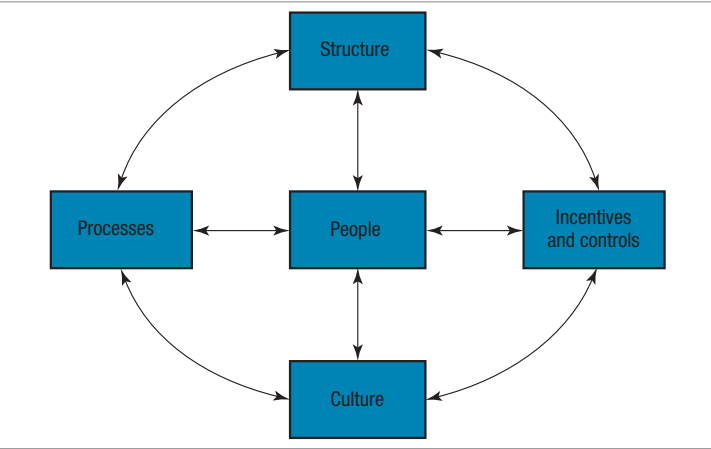 Structure
Processes
People
Incentives
and controls
Culture